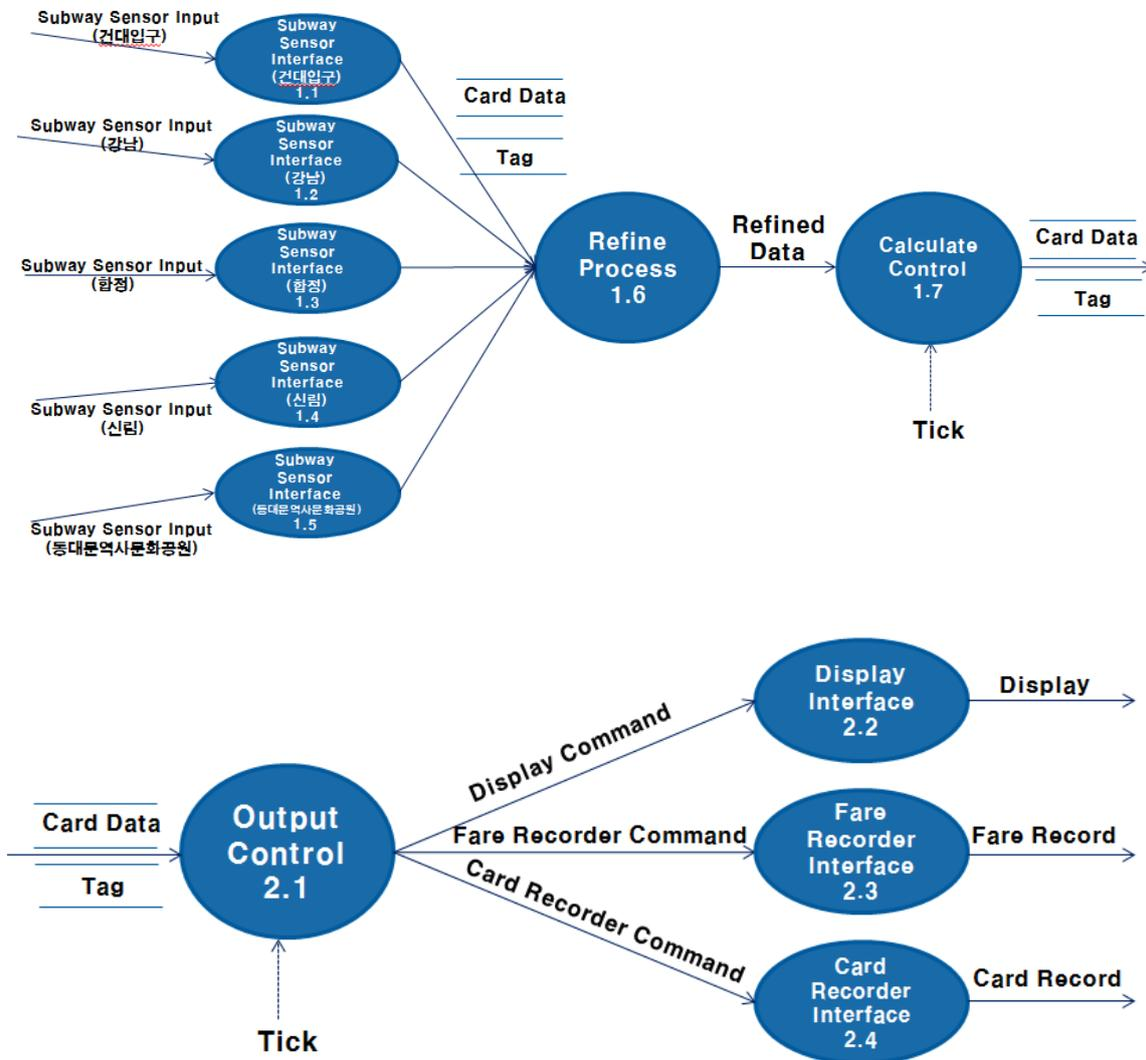 Subway Sensor Input
(건대입구)
Subway
Sensor
Interface
(건대입구)
1.1
Card Data
Tag
Subway Sensor Input
(강남)
Subway
Sensor
Interface
(강남)
1.2
Subway Sensor Input
(합정)
Subway
Sensor
Interface
(합정)
1.3
Refine
Process
1.6
Refined
Data
Calculate
Control
1.7
Card Data
Tag
Tick
Subway
Sensor
Interface
(신림)
1.4
Subway Sensor Input
(신림)
Subway
Sensor
Interface
(동대문역사문화공원)
1.5
Subway Sensor Input
(동대문역사문화공원)
Display
Interface
2.2
Display
Display Command
Card Data
Tag
Output
Control
2.1
Fare Recorder Command
Fare
Recorder
Interface
2.3
Fare Record
Card Recorder Command
Card
Recorder
Interface
2.4
Card Record
Tick